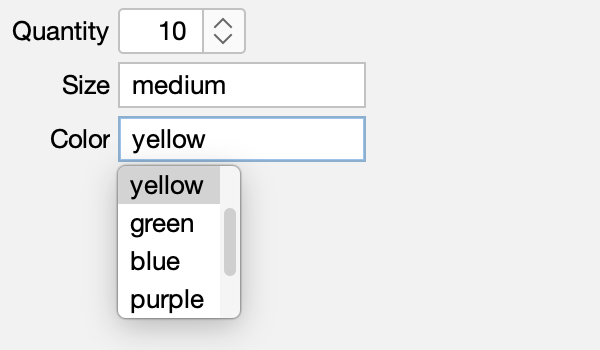 Quantity 10
Size medium
Color yellow
yellow
green
blue
purple